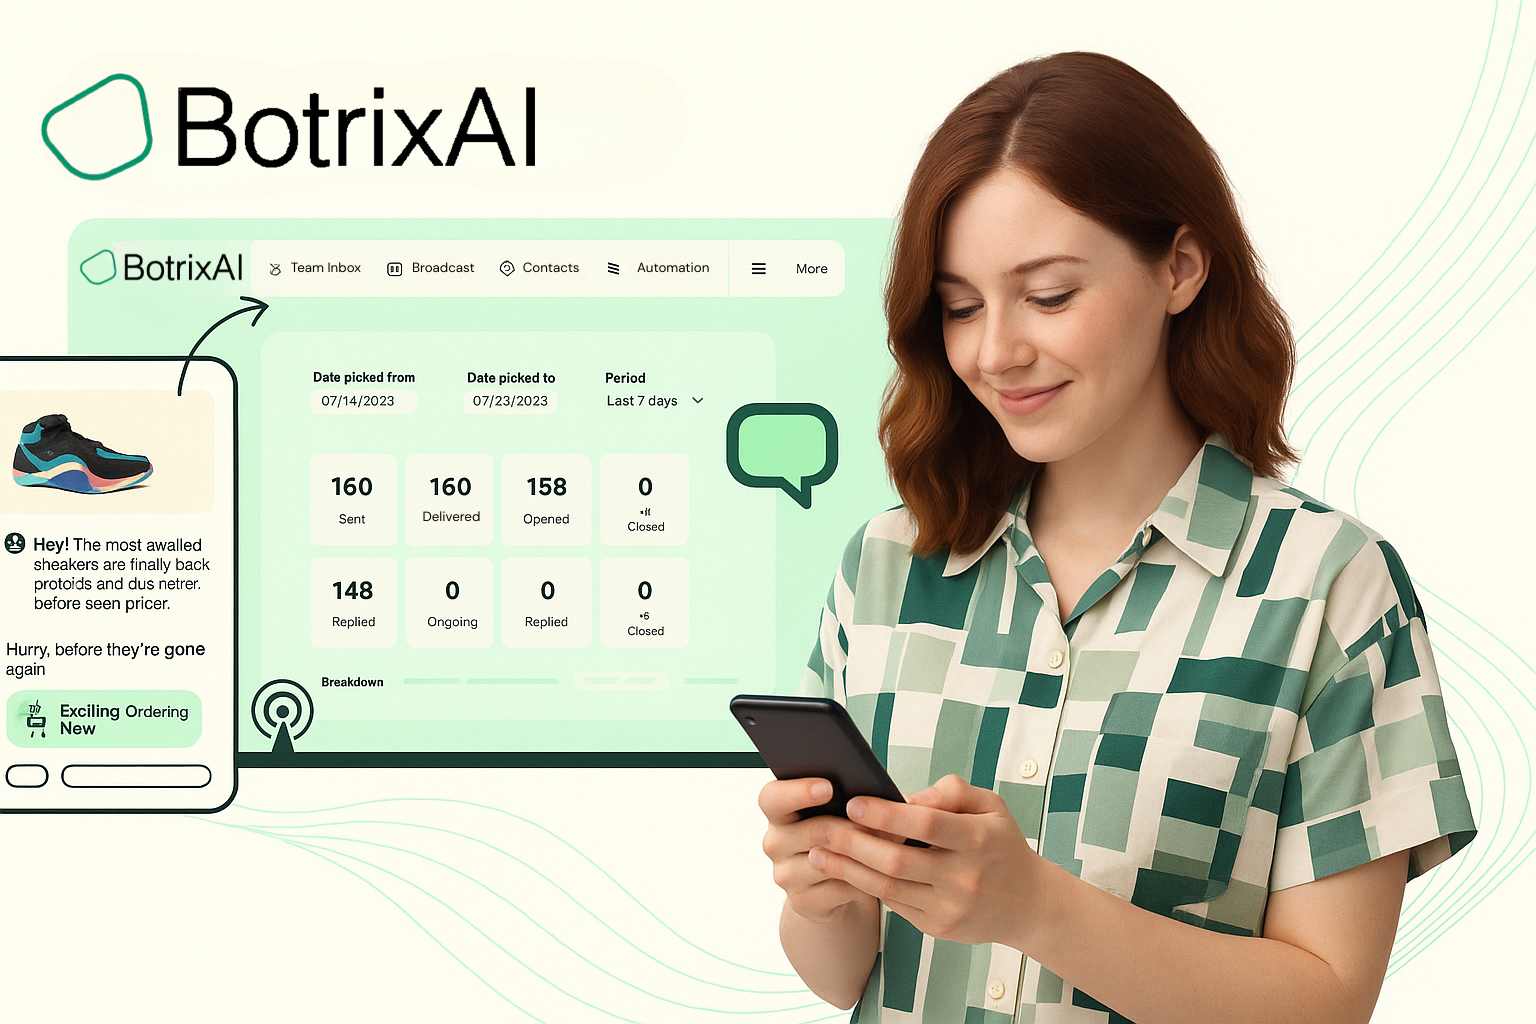 BotrixAI
BotrixAI
Team Inbox
Broadcast
Contacts
Automation
More
Date picked from
Date picked to
Period
07/14/2023
07/23/2023
Last 7 days
160
Sent
160
Delivered
158
Opened
0
Closed
148
Replied
0
Ongoing
0
Replied
0
*6
Closed
Breakdown
Hey! The most awalled
sheakers are finally back
protoids and dus netrer.
before seen pricer.
Hurry, before they're gone
again
Exciling Ordering
New